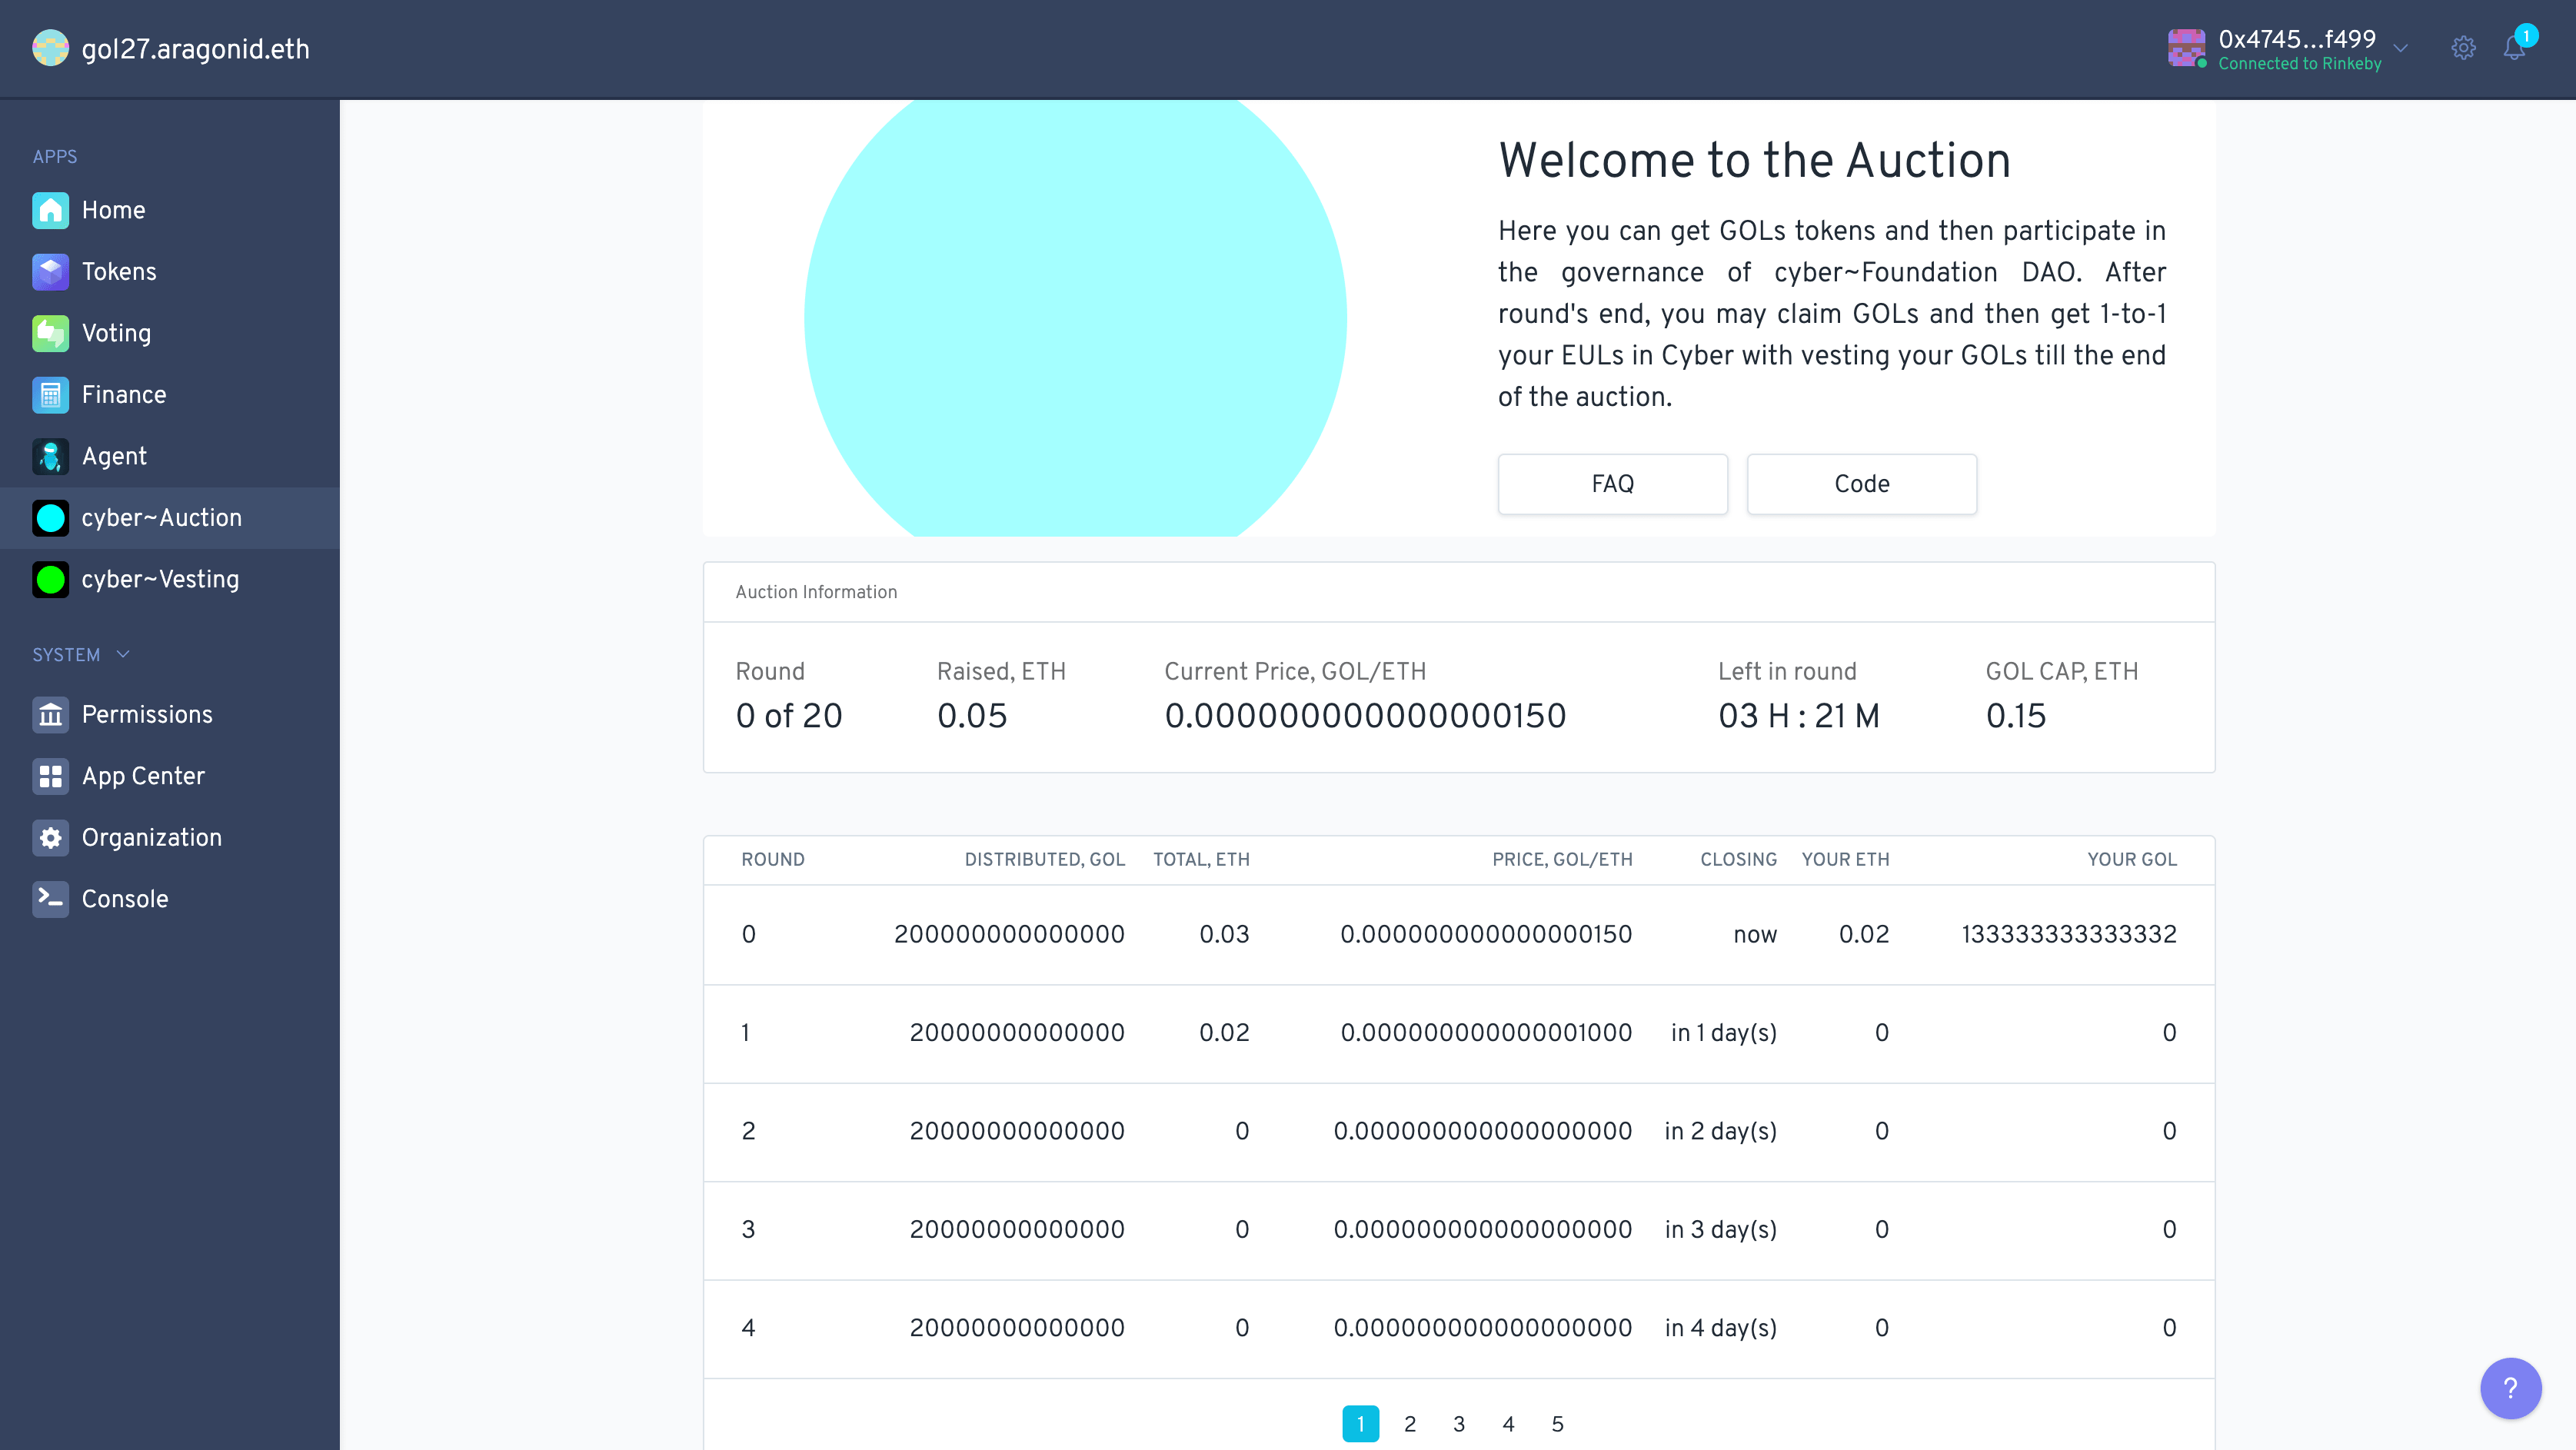 gol27.aragonid.eth
0x4745...f499
Connected to Rinkeby
1
APPS
Home
Tokens
Voting
Finance
Agent
cyber~Auction
cyber~Vesting
SYSTEM
Permissions
App Center
Organization
Console
Welcome to the Auction
Here you can get GOLs tokens and then participate in
the governance of cyber~Foundation DAO. After
round's end, you may claim GOLs and then get 1-to-1
your EULs in Cyber with vesting your GOLs till the end
of the auction.
FAQ Code
Auction Information
Round Raised, ETH Current Price, GOL/ETH Left in round GOL CAP, ETH
0 of 20 0.05 0.000000000000000150 03 H : 21 M 0.15
ROUND DISTRIBUTED, GOL TOTAL, ETH PRICE, GOL/ETH CLOSING YOUR ETH YOUR GOL
0 200000000000000 0.03 0.000000000000000150 now 0.02 133333333333332
1 20000000000000 0.02 0.000000000000001000 in 1 day(s) 0 0
2 20000000000000 0 0.000000000000000000 in 2 day(s) 0 0
3 20000000000000 0 0.000000000000000000 in 3 day(s) 0 0
4 20000000000000 0 0.000000000000000000 in 4 day(s) 0 0
1 2 3 4 5
?